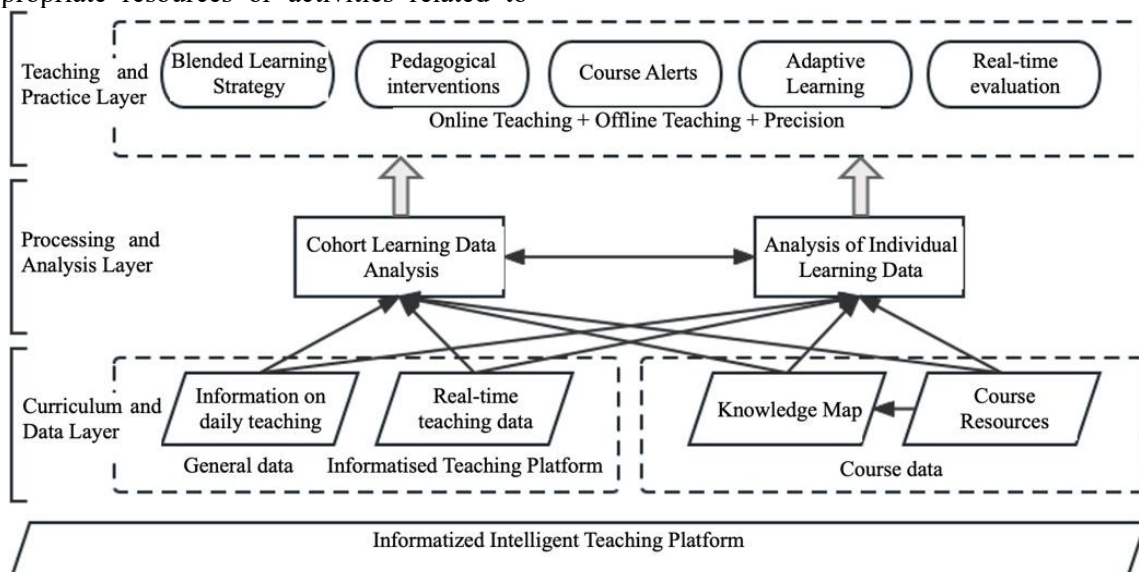 propriate resources or activities related to
Teaching and
Practice Layer
Blended Learning
Strategy
Pedagogical
interventions
Course Alerts
Adaptive
Learning
Real-time
evaluation
Online Teaching + Offline Teaching + Precision
Processing and
Analysis Layer
Cohort Learning Data
Analysis
Analysis of Individual
Learning Data
Curriculum and
Data Layer
Information on
daily teaching
Real-time
teaching data
Knowledge Map
Course
Resources
General data
Informatised Teaching Platform
Course data
Informatized Intelligent Teaching Platform